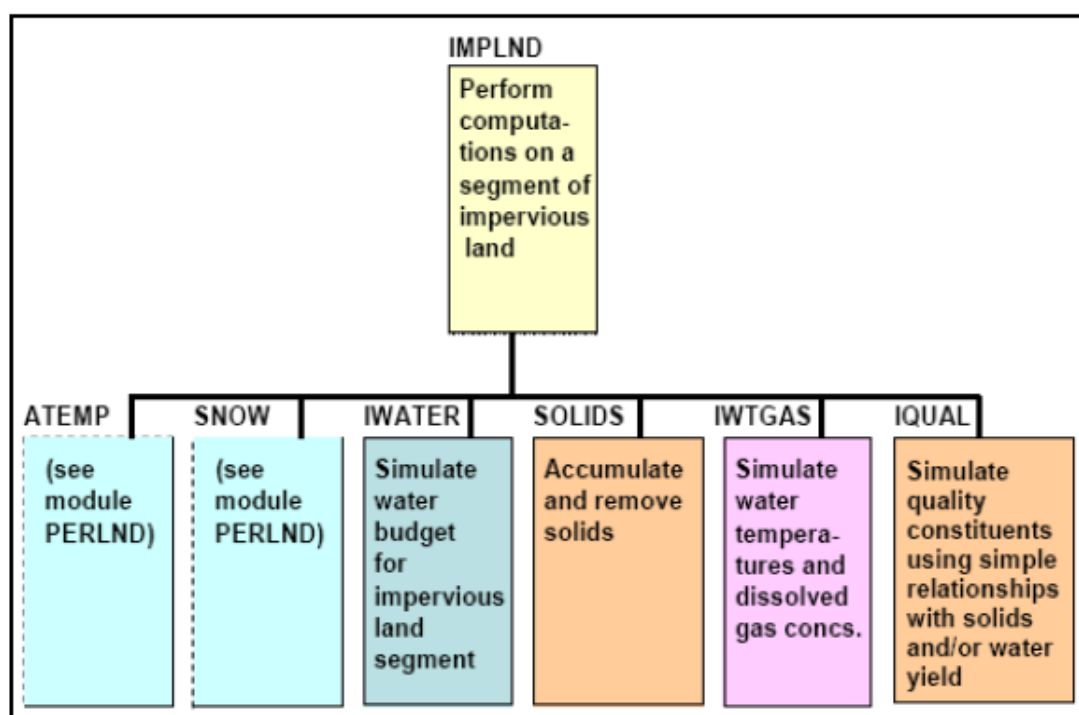 IMPLND
Perform
computa-
tions on a
segment of
impervious
land
ATEMP
(see
module
PERLND)
SNOW
(see
module
PERLND)
IWATER
Simulate
water
budget
for
impervious
land
segment
SOLIDS
Accumulate
and remove
solids
IWTGAS
Simulate
water
tempera-
tures and
dissolved
gas concs.
IQUAL
Simulate
quality
constituents
using simple
relationships
with solids
and/or water
yield